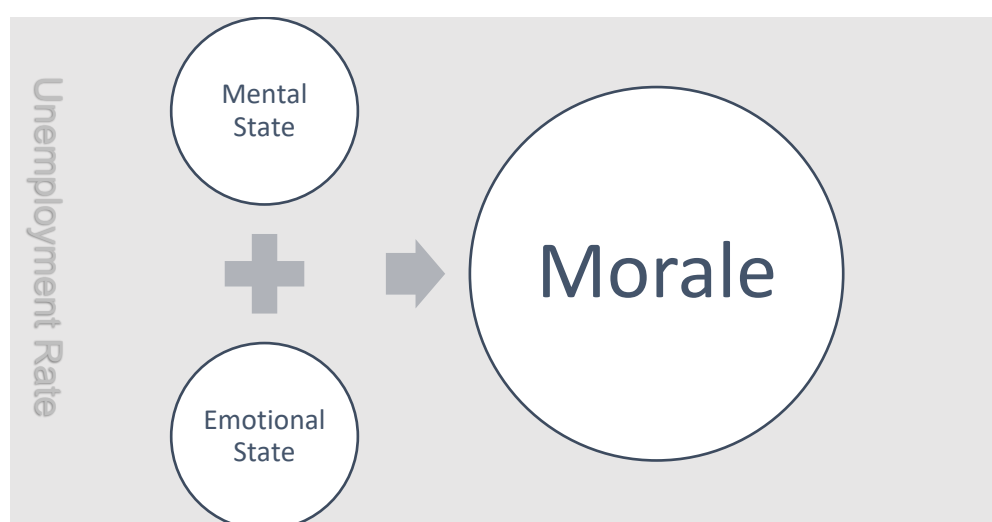 Unemployment Rate
Mental
State
Emotional
State
Morale